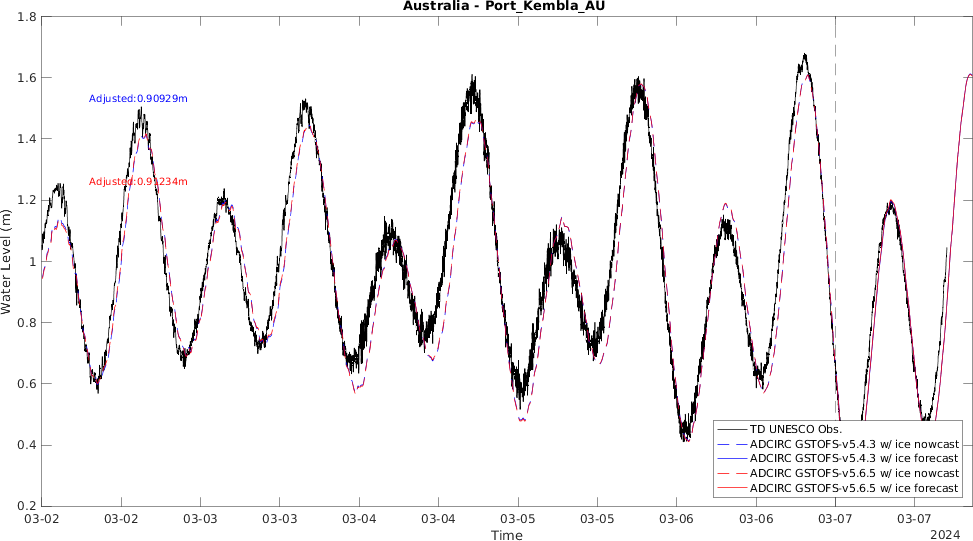 Australia - Port_Kembla_AU
1.8
1.6
1.4
1.2
1
0.8
0.6
0.4
0.2
Water Level (m)
Adjusted:0.90929m
Adjusted:0.91234m
TD UNESCO Obs.
ADCIRC GSTOFS-v5.4.3 w/ ice nowcast
ADCIRC GSTOFS-v5.4.3 w/ ice forecast
ADCIRC GSTOFS-v5.6.5 w/ ice nowcast
ADCIRC GSTOFS-v5.6.5 w/ ice forecast
03-02 03-02 03-03 03-03 03-04 03-04 03-05 03-05 03-06 03-06 03-07 03-07
Time
2024